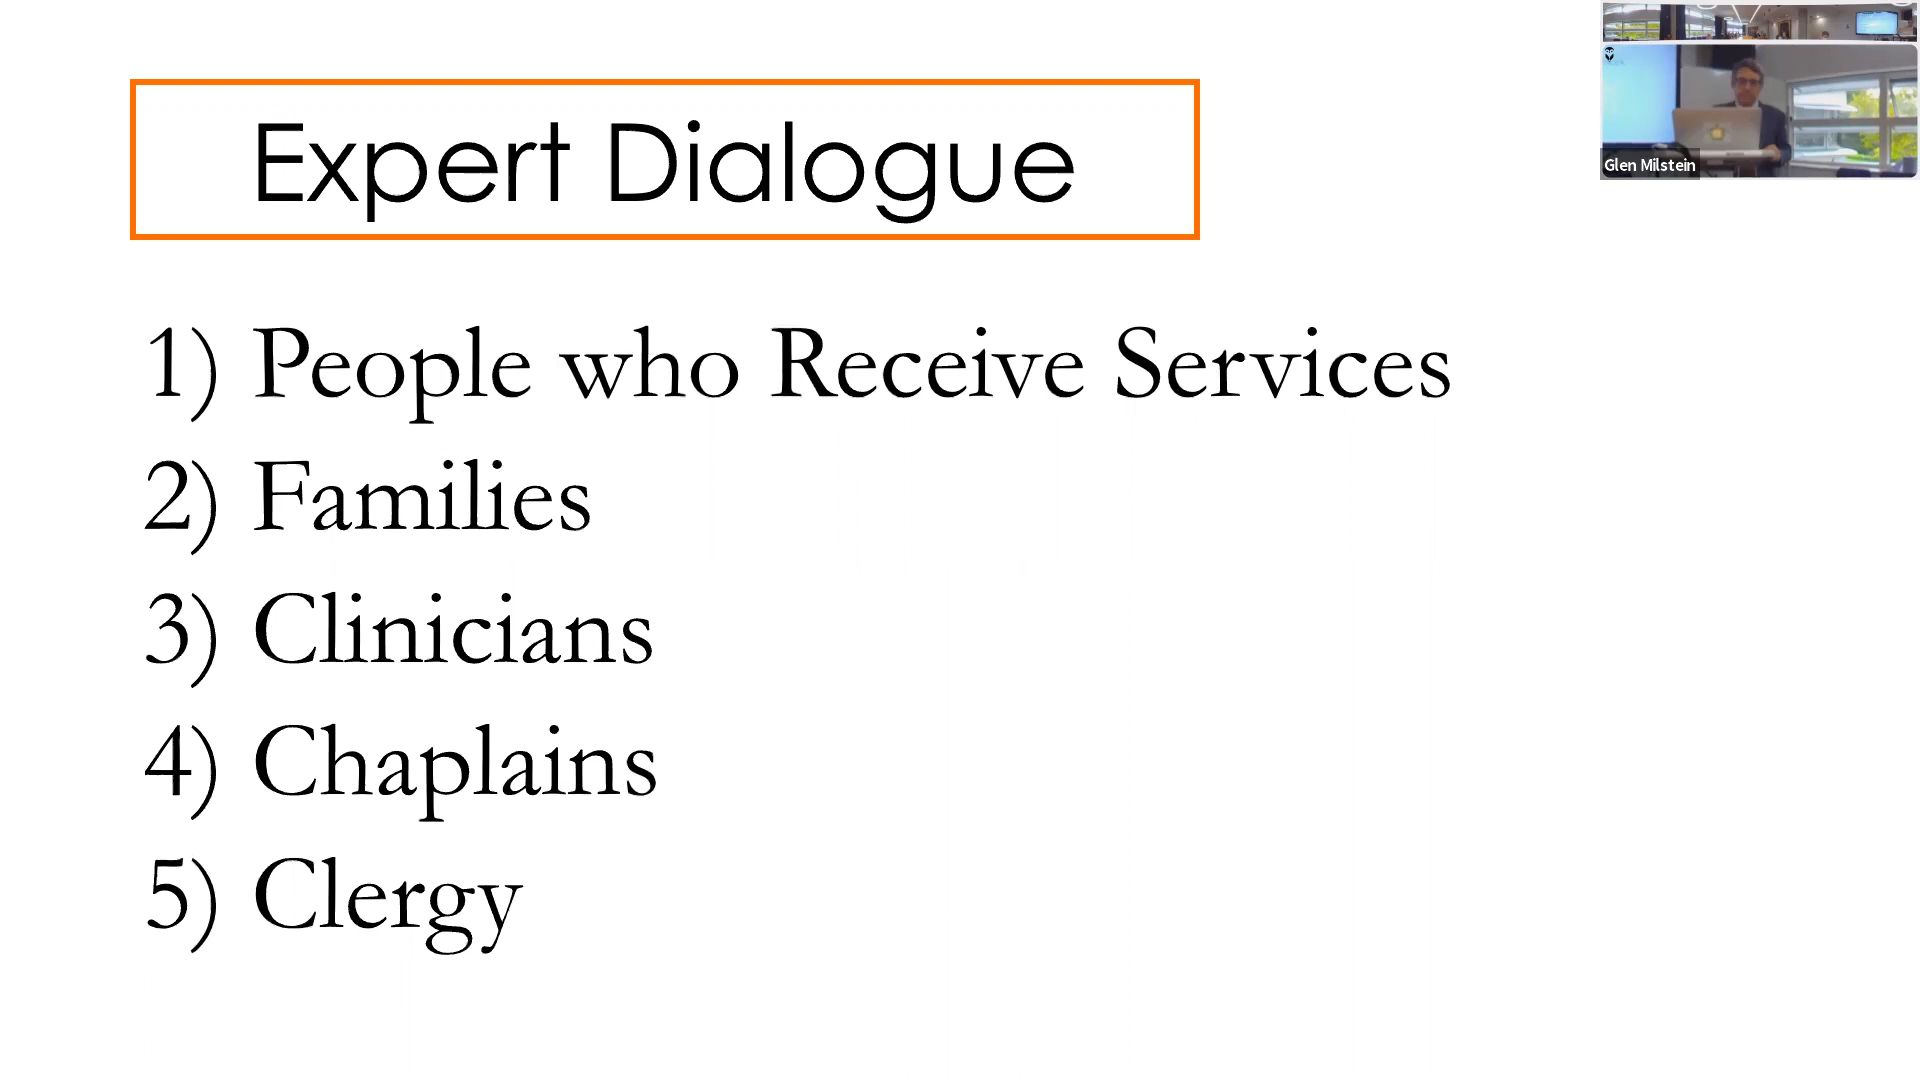 Expert Dialogue
1) People who Receive Services
2) Families
3) Clinicians
4) Chaplains
5) Clergy
Glen Milstein